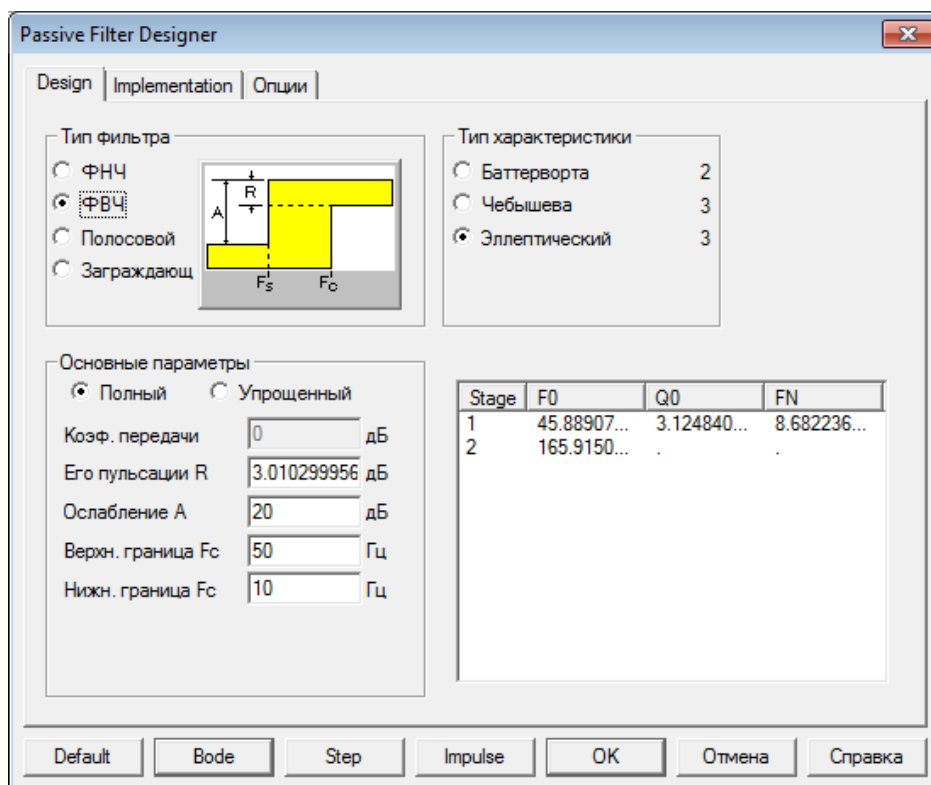 Passive Filter Designer
Design Implementation Опции
Тип фильтра
ФНЧ
ФВЧ
Полосовой
Заграждающ
A
R
Fs Fc
Тип характеристики
Баттерворта 2
Чебышева 3
Эллептический 3
Основные параметры
Полный Упрощенный
Коэф. передачи 0 дБ
Его пульсации R 3.010299956 дБ
Ослабление A 20 дБ
Верхн. граница Fc 50 Гц
Нижн. граница Fc 10 Гц
Stage F0 Q0 FN
1 45.88907... 3.124840... 8.682236...
2 165.9150... . .
Default Bode Step Impulse OK Отмена Справка